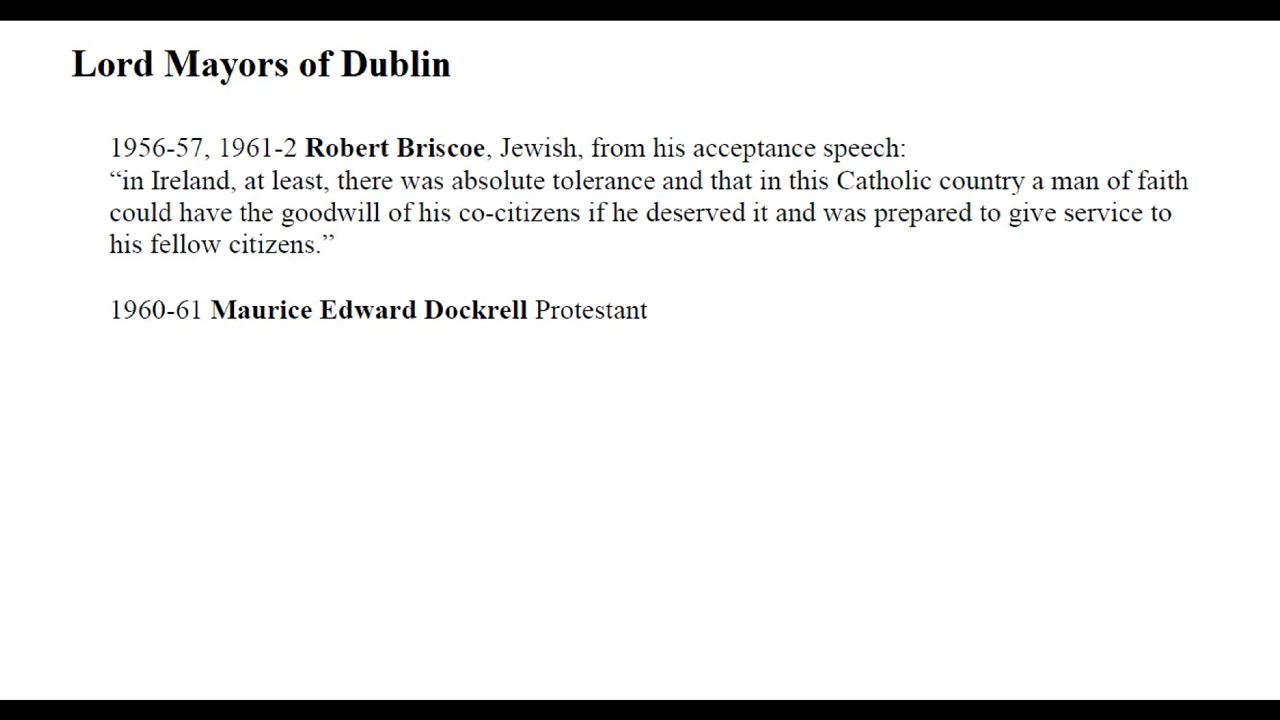 Lord Mayors of Dublin
1956-57, 1961-2 Robert Briscoe, Jewish, from his acceptance speech:
“in Ireland, at least, there was absolute tolerance and that in this Catholic country a man of faith
could have the goodwill of his co-citizens if he deserved it and was prepared to give service to
his fellow citizens.”
1960-61 Maurice Edward Dockrell Protestant